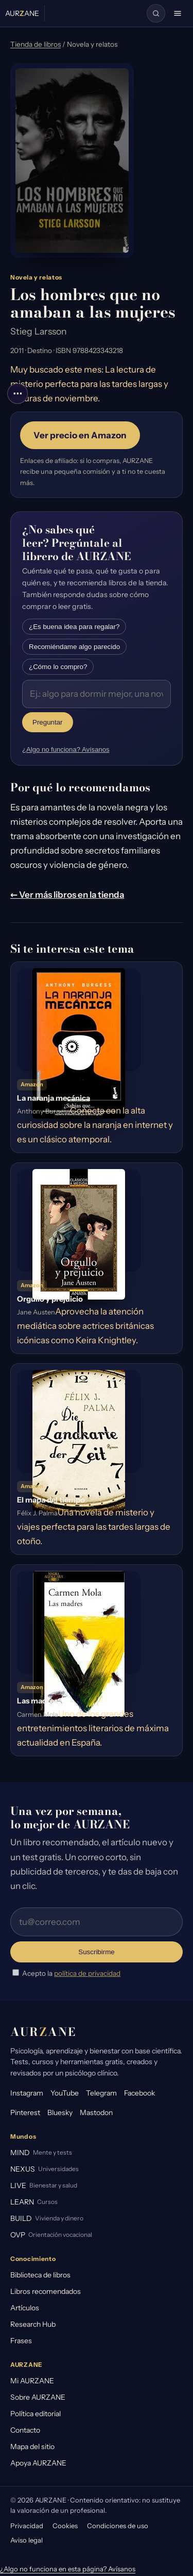 AURZANE
Tienda de libros / Novela y relatos
LOS HOMBRES QUE NO
AMABAN A LAS MUJERES
STIEG LARSSON
Novela y relatos
Los hombres que no
amaban a las mujeres
Stieg Larsson
2011 · Destino · ISBN 9788423343218
Muy buscado este mes: La lectura de
misterio perfecta para las tardes largas y
oscuras de noviembre.
Ver precio en Amazon
Enlaces de afiliado: si lo compras, AURZANE
recibe una pequeña comisión y a ti no te cuesta
más.
¿No sabes qué
leer? Pregúntale al
librero de AURZANE
Cuéntale qué te pasa, qué te gusta o para
quién es, y te recomienda libros de la tienda.
También responde dudas sobre cómo
comprar o leer gratis.
¿Es buena idea para regalar?
Recomiéndame algo parecido
¿Cómo lo compro?
Ej.: algo para dormir mejor, una nov
Preguntar
¿Algo no funciona? Avísanos
Por qué lo recomendamos
Es para amantes de la novela negra y los
misterios complejos de resolver. Aporta una
trama absorbente con una investigación en
profundidad sobre secretos familiares
oscuros y violencia de género.
← Ver más libros en la tienda
Si te interesa este tema
ANTHONY BURGESS
LA NARANJA
MECÁNICA
Amazon
La naranja mecánica
Anthony Conecta con la alta
curiosidad sobre la naranja en internet y
es un clásico atemporal.
Orgullo
y prejuicio
Jane Austen
Orgullo y prejuicio
Jane Austen Aprovecha la atención
mediática sobre actrices británicas
icónicas como Keira Knightley.
FÉLIX J. PALMA
Die
Landkarte
der Zeit
Roman
El mapa
Félix J. Palma Una novela de misterio y
viajes perfecta para las tardes largas de
otoño.
Carmen Mola
Las madres
Amazon
Las
Carmen grandes
entretenimientos literarios de máxima
actualidad en España.
Una vez por semana,
lo mejor de AURZANE
Un libro recomendado, el artículo nuevo y
un test gratis. Un correo corto, sin
publicidad de terceros, y te das de baja con
un clic.
tu@correo.com
Suscribirme
Acepto la política de privacidad
AURZANE
Psicología, aprendizaje y bienestar con base científica.
Tests, cursos y herramientas gratis, creados y
revisados por un psicólogo clínico.
Instagram YouTube Telegram Facebook
Pinterest Bluesky Mastodon
Mundos
MIND Mente y tests
NEXUS Universidades
LIVE Bienestar y salud
LEARN Cursos
BUILD Vivienda y dinero
OVP Orientación vocacional
Conocimiento
Biblioteca de libros
Libros recomendados
Artículos
Research Hub
Frases
AURZANE
Mi AURZANE
Sobre AURZANE
Política editorial
Contacto
Mapa del sitio
Apoya AURZANE
© 2026 AURZANE · Contenido orientativo: no sustituye
la valoración de un profesional.
Privacidad Cookies Condiciones de uso
Aviso legal
¿Algo no funciona en esta página? Avísanos